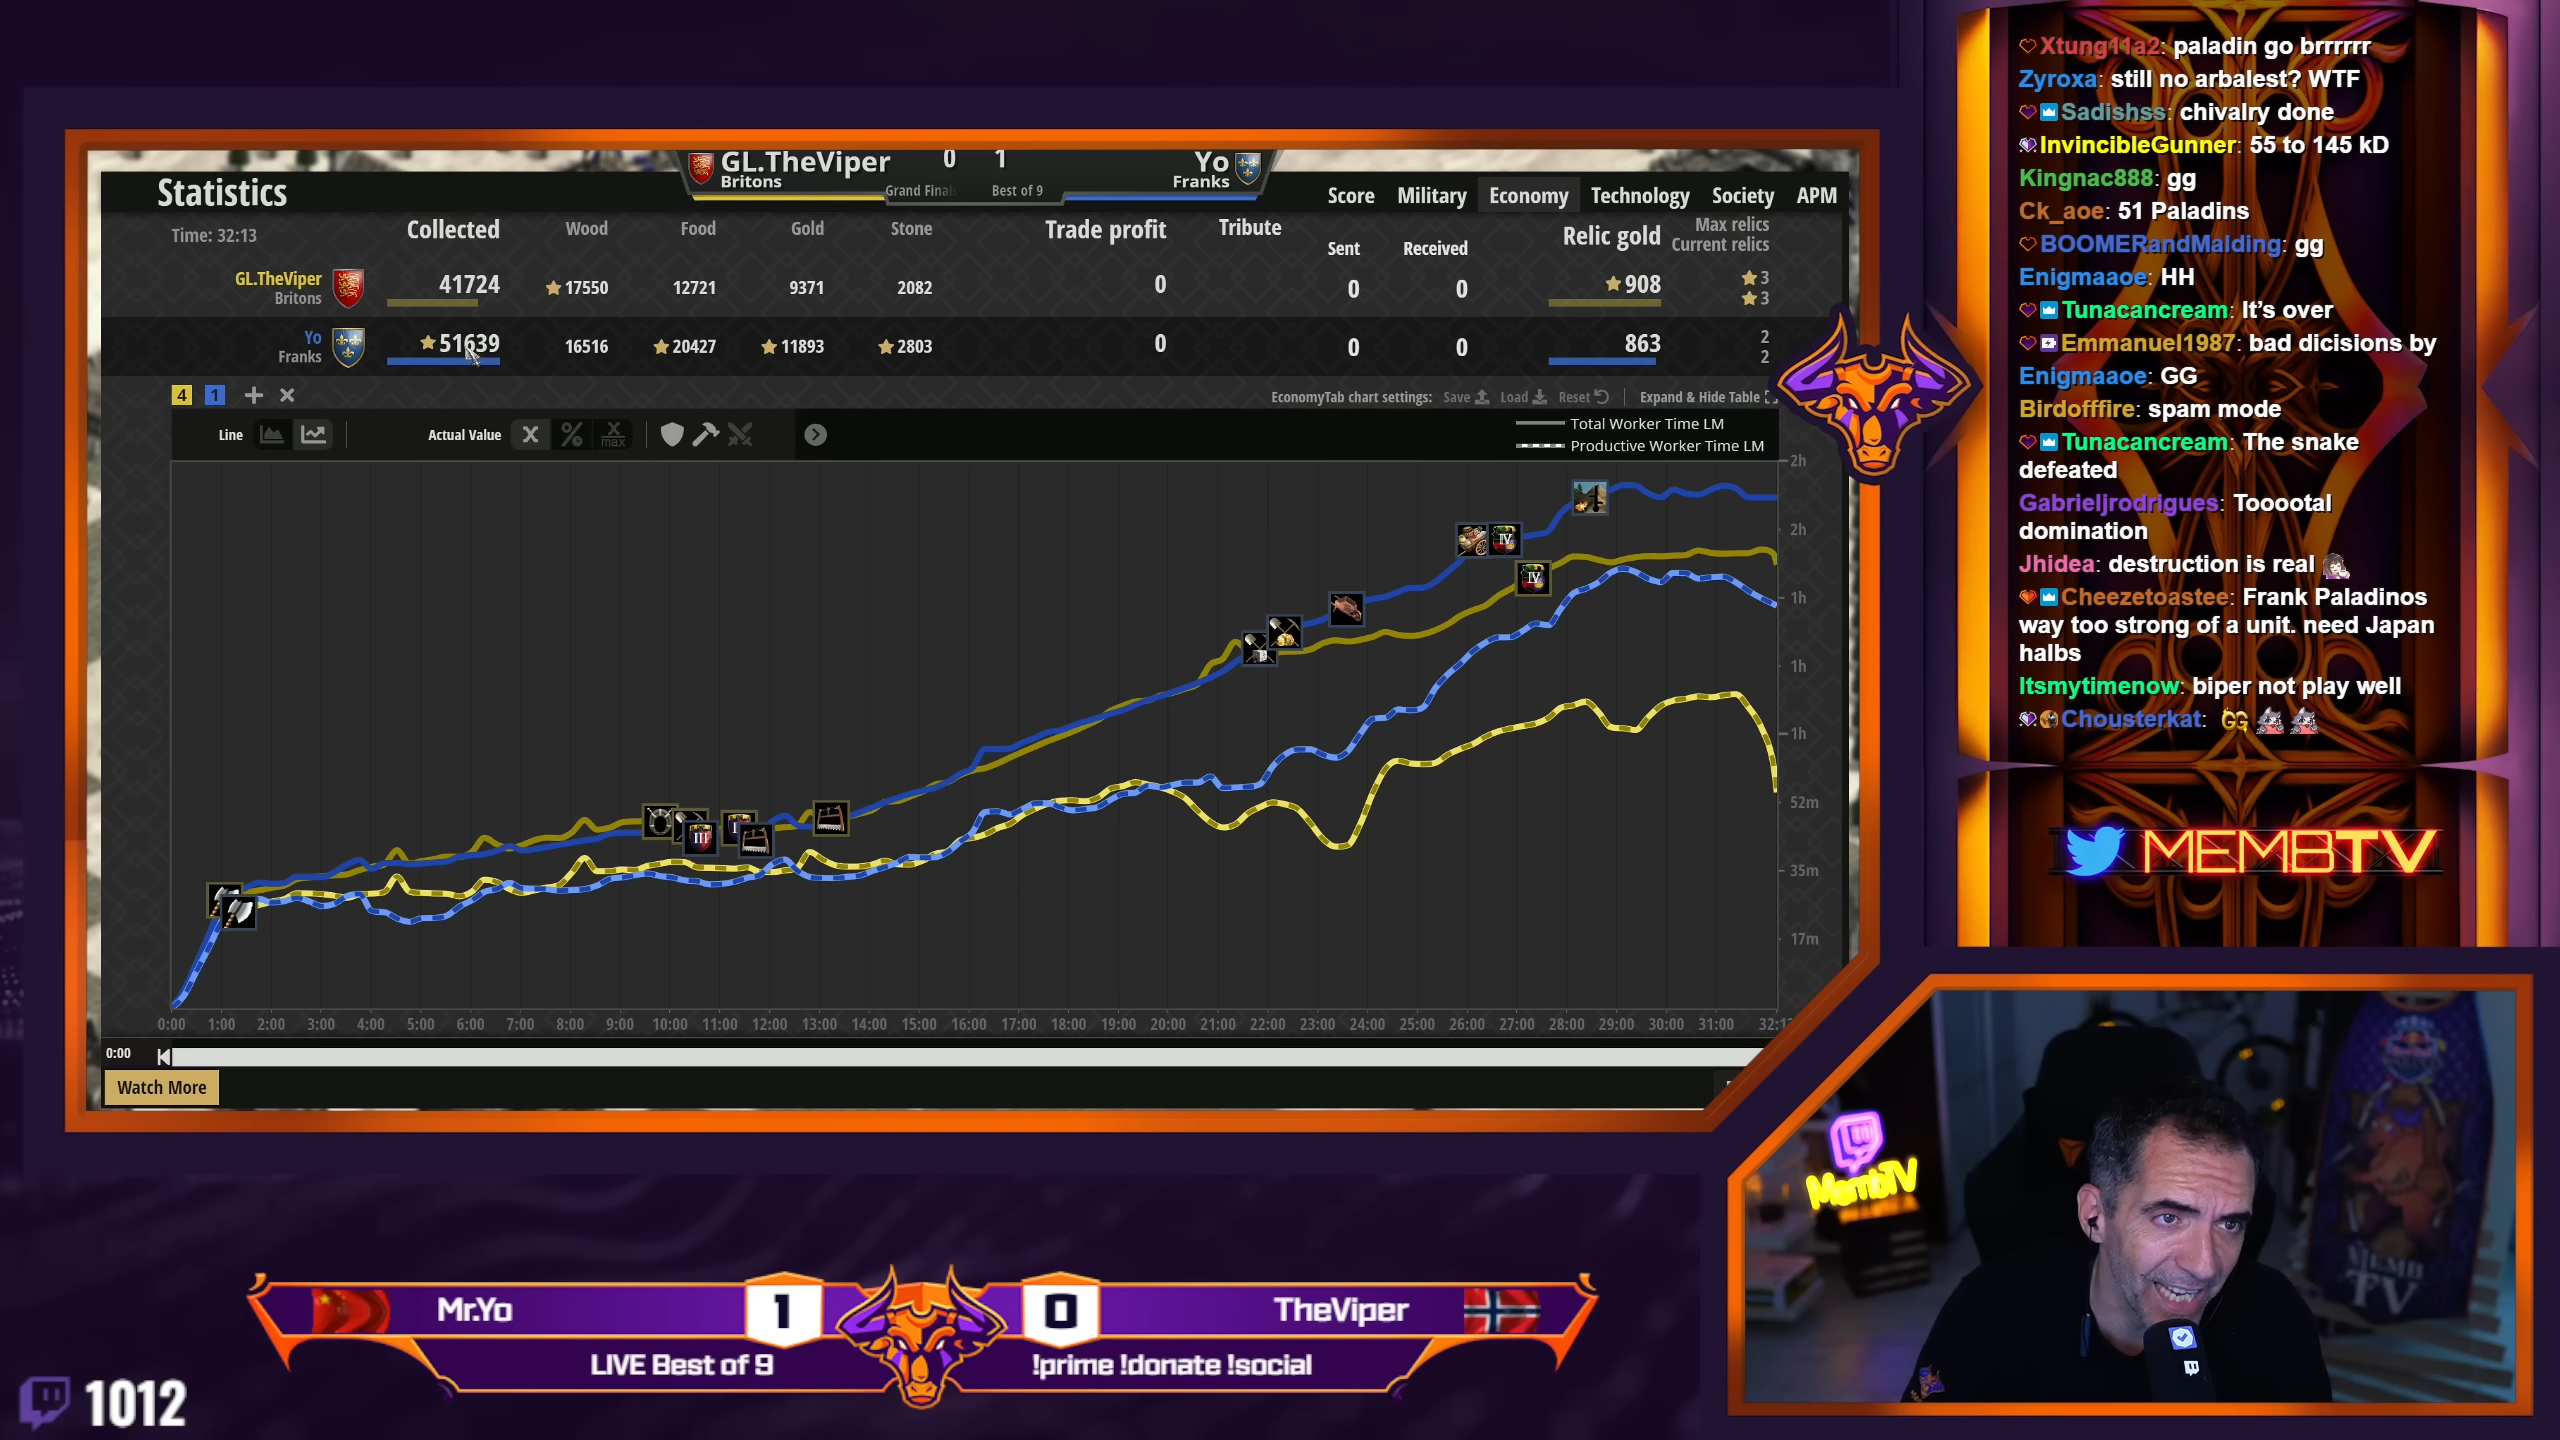 GL.TheViper 0 1 Yo
Britons Grand Final Best of 9 Franks
Statistics
Score Military Economy Technology Society APM
Time: 32:13
Collected Wood Food Gold Stone Trade profit Tribute Sent Received Relic gold Max relics
Current relics
GL.TheViper 41724 17550 12721 9371 2082 0 0 0 908 3
Britons 3
Yo 51639 16516 20427 11893 2803 0 0 0 863 2
Franks 2
4 1
EconomyTab chart settings: Save Load Reset Expand & Hide Table
Line Actual Value X % X max
Total Worker Time LM
Productive Worker Time LM
2h
2h
1h
1h
1h
52m
35m
17m
IV
IV
III
0:00 1:00 2:00 3:00 4:00 5:00 6:00 7:00 8:00 9:00 10:00 11:00 12:00 13:00 14:00 15:00 16:00 17:00 18:00 19:00 20:00 21:00 22:00 23:00 24:00 25:00 26:00 27:00 28:00 29:00 30:00 31:00
0:00
Watch More
Xtung11a2: paladin go brrrrrr
Zyroxa: still no arbalest? WTF
Sadishss: chivalry done
InvincibleGunner: 55 to 145 kD
Kingnac888: gg
Ck_aoe: 51 Paladins
BOOMERandMalding: gg
Enigmaaoe: HH
Tunacancream: It's over
Emmanuel1987: bad dicisions by
Enigmaaoe: GG
Birdofffire: spam mode
Tunacancream: The snake
defeated
Gabrieljrodrigues: Tooootal
domination
Jhidea: destruction is real
Cheezetoastee: Frank Paladinos
way too strong of a unit. need Japan
halbs
Itsmytimenow: biper not play well
Chousterkat: GG
MEMBTV
MembTV
MEMB
TV
Mr.Yo 1 0 TheViper
LIVE Best of 9 !prime !donate !social
1012